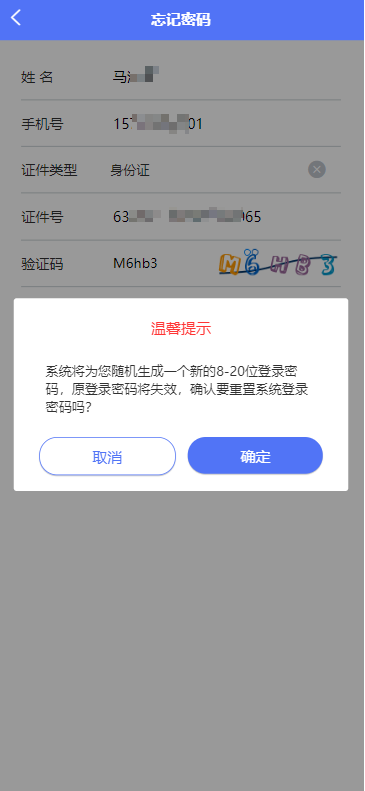 忘记密码
姓 名 马
手机号 15 01
证件类型 身份证
证件号 63 065
验证码 M6hb3 M6HB3
温馨提示
系统将为您随机生成一个新的8-20位登录密
码，原登录密码将失效，确认要重置系统登录
密码吗？
取消 确定